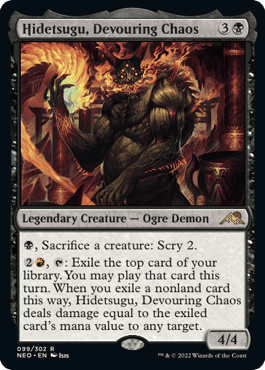 Hidetsugu, Devouring Chaos 3
Legendary Creature — Ogre Demon
, Sacrifice a creature: Scry 2.
2 , : Exile the top card of your
library. You may play that card this
turn. When you exile a nonland card
this way, Hidetsugu, Devouring Chaos
deals damage equal to the exiled
card's mana value to any target.
4/4
099/302 R
NEO • EN Isis
™ & © 2022 Wizards of the Coast